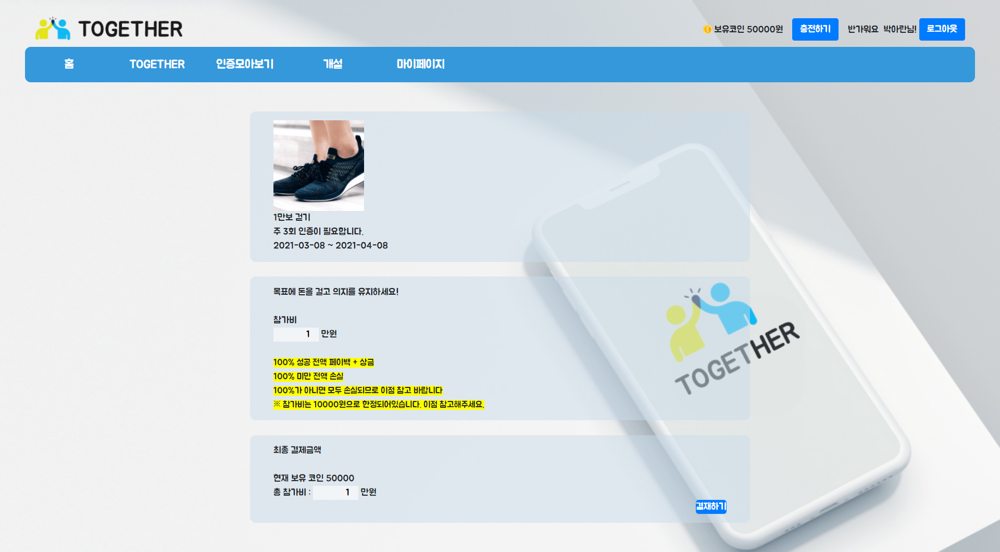 TOGETHER
보유코인 50000원 충전하기 반가워요 박아란님! 로그아웃
홈 TOGETHER 인증모아보기 개설 마이페이지
1만보 걷기
주 3회 인증이 필요합니다.
2021-03-08 ~ 2021-04-08
목표에 돈을 걸고 의지를 유지하세요!
참가비
1 만원
100% 성공 전액 페이백 + 상금
100% 미만 전액 손실
100%가 아니면 모두 손실되므로 이점 참고 바랍니다
※ 참가비는 10000원으로 한정되어있습니다. 이점 참고해주세요.
TOGETHER
최종 결제금액
현재 보유 코인 50000
총 참가비 : 1 만원
결재하기